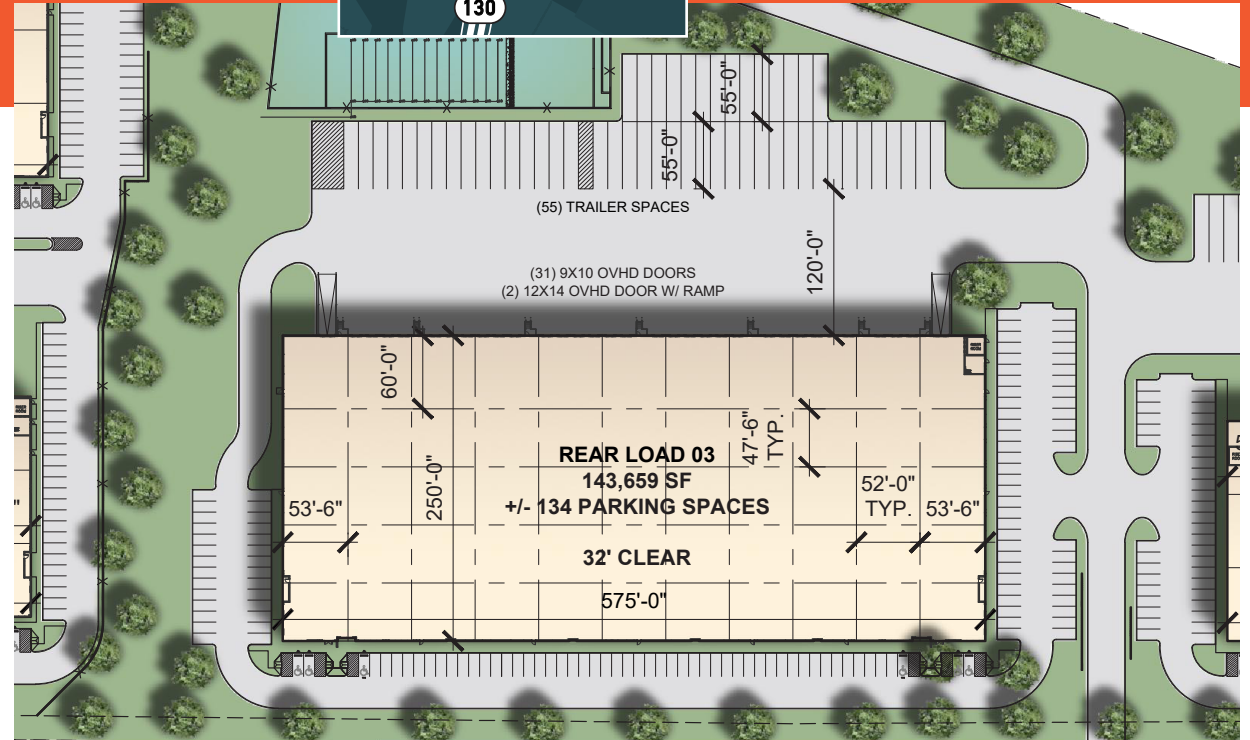 130
55'-0"
55'-0"
(55) TRAILER SPACES
120'-0"
(31) 9X10 OVHD DOORS
(2) 12X14 OVHD DOOR W/ RAMP
60'-0"
47'-6"
TYP.
REAR LOAD 03
143,659 SF
+/- 134 PARKING SPACES
250'-0"
53'-6"
52'-0"
TYP.
53'-6"
32' CLEAR
575'-0"